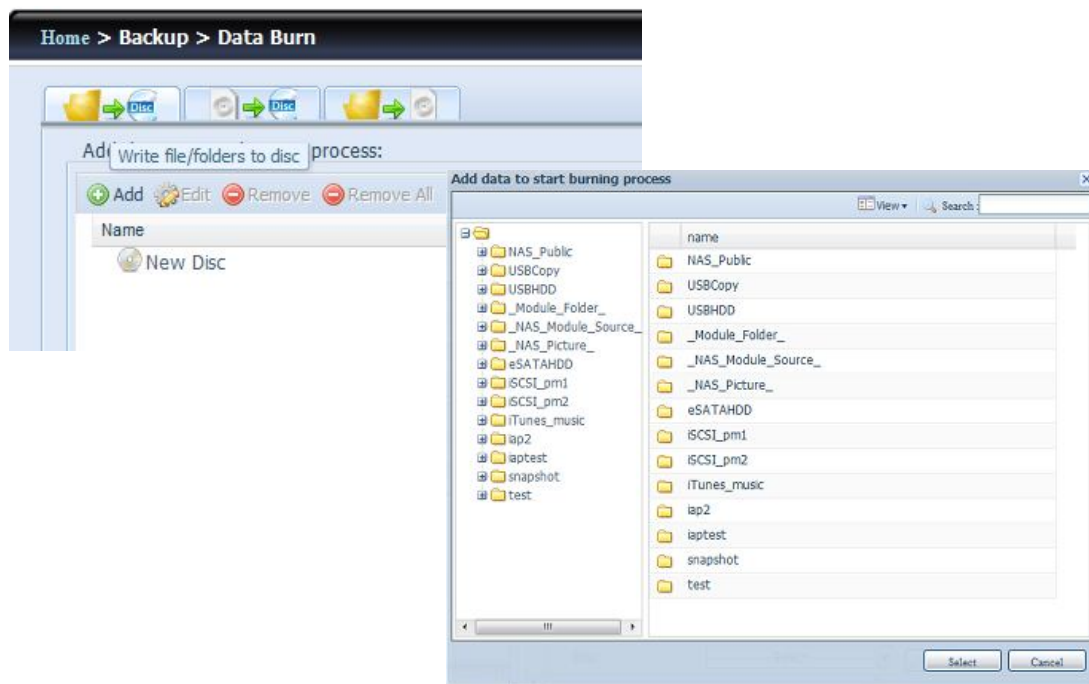 Home > Backup > Data Burn
Disc
Disc
Write file/folders to disc
process:
Add Edit Remove Remove All
Name
New Disc
Add data to start burning process
View Search:
NAS_Public
USBCopy
USBHDD
_Module_Folder_
_NAS_Module_Source_
_NAS_Picture_
eSATAHDD
iSCSI_pm1
iSCSI_pm2
iTunes_music
iap2
iaptest
snapshot
test
name
NAS_Public
USBCopy
USBHDD
_Module_Folder_
_NAS_Module_Source_
_NAS_Picture_
eSATAHDD
iSCSI_pm1
iSCSI_pm2
iTunes_music
iap2
iaptest
snapshot
test
Select Cancel